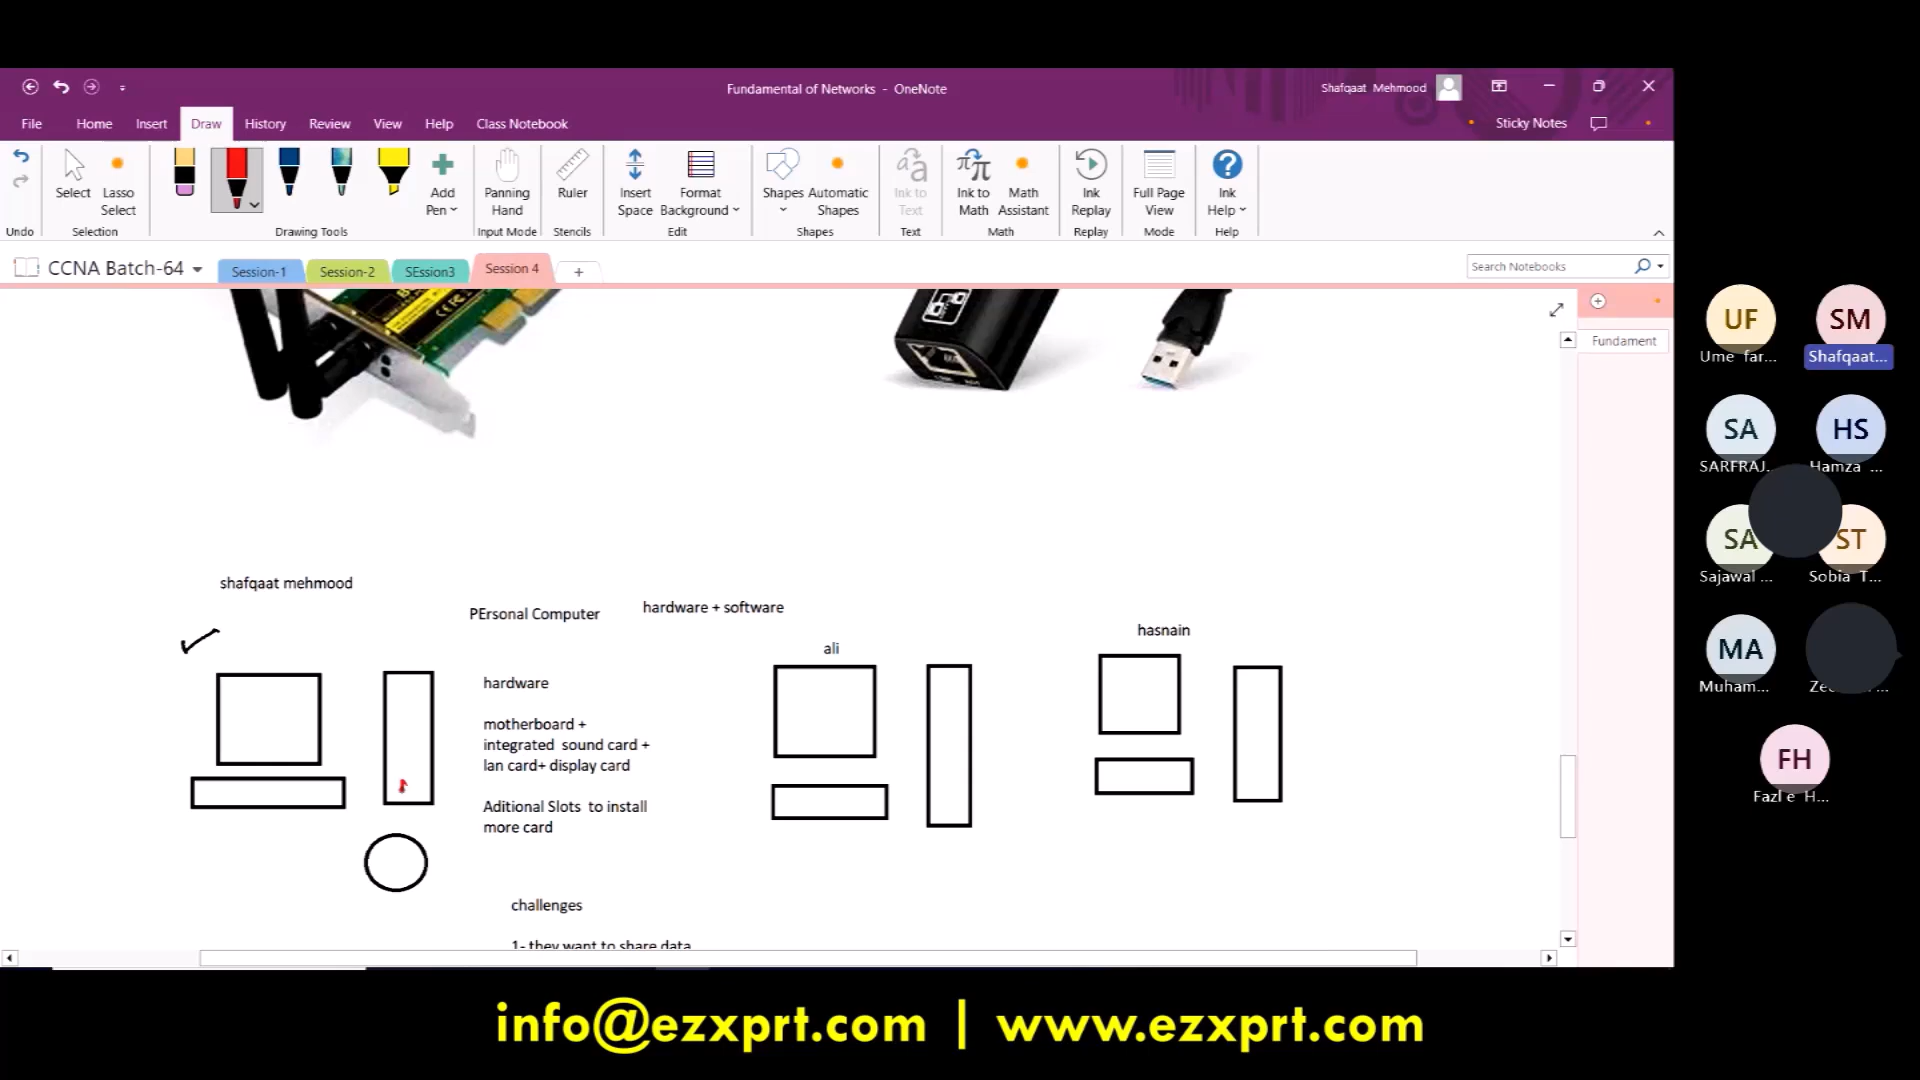 Fundamental of Networks - OneNote
Shafqaat Mehmood
File Home Insert Draw History Review View Help Class Notebook
Sticky Notes
Select
Lasso Select
Add Pen
Panning Hand
Ruler
Insert Space
Format Background
Shapes
Automatic Shapes
Ink to Text
Ink to Math
Math Assistant
Ink Replay
Full Page View
Ink Help
Undo Selection Drawing Tools Input Mode Stencils Edit Shapes Text Math Replay Mode Help
CCNA Batch-64
Session-1 Session-2 SEssion3 Session 4
Search Notebooks
Fundament
shafqaat mehmood
PErsonal Computer
hardware + software
ali
hasnain
hardware
motherboard +
integrated sound card +
lan card+ display card
Aditional Slots to install
more card
challenges
1- they want to share data
UF
Ume far...
SM
Shafqaat...
SA
SARFRAJ...
HS
Hamza ...
SA
Sajawal ...
ST
Sobia T...
MA
Muham...
FH
Fazl e H...
info@ezxprt.com | www.ezxprt.com